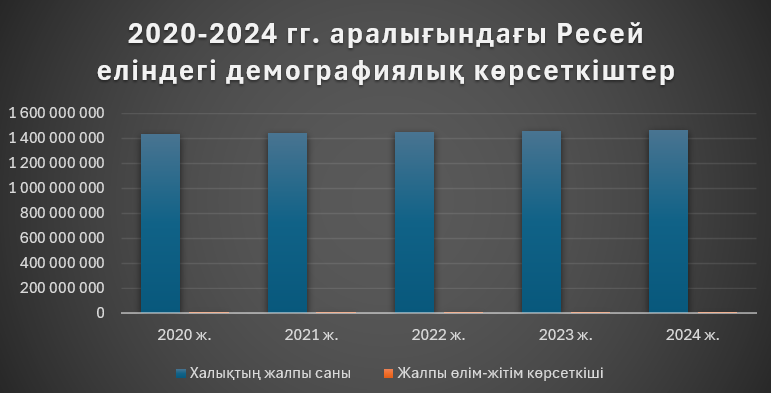 2020-2024 гг. аралығындағы Ресей
еліндегі демографиялық көрсеткіштер
1 600 000 000
1 400 000 000
1 200 000 000
1 000 000 000
800 000 000
600 000 000
400 000 000
200 000 000
0
2020 ж. 2021 ж. 2022 ж. 2023 ж. 2024 ж.
Халықтың жалпы саны Жалпы өлім-жітім көрсеткіші